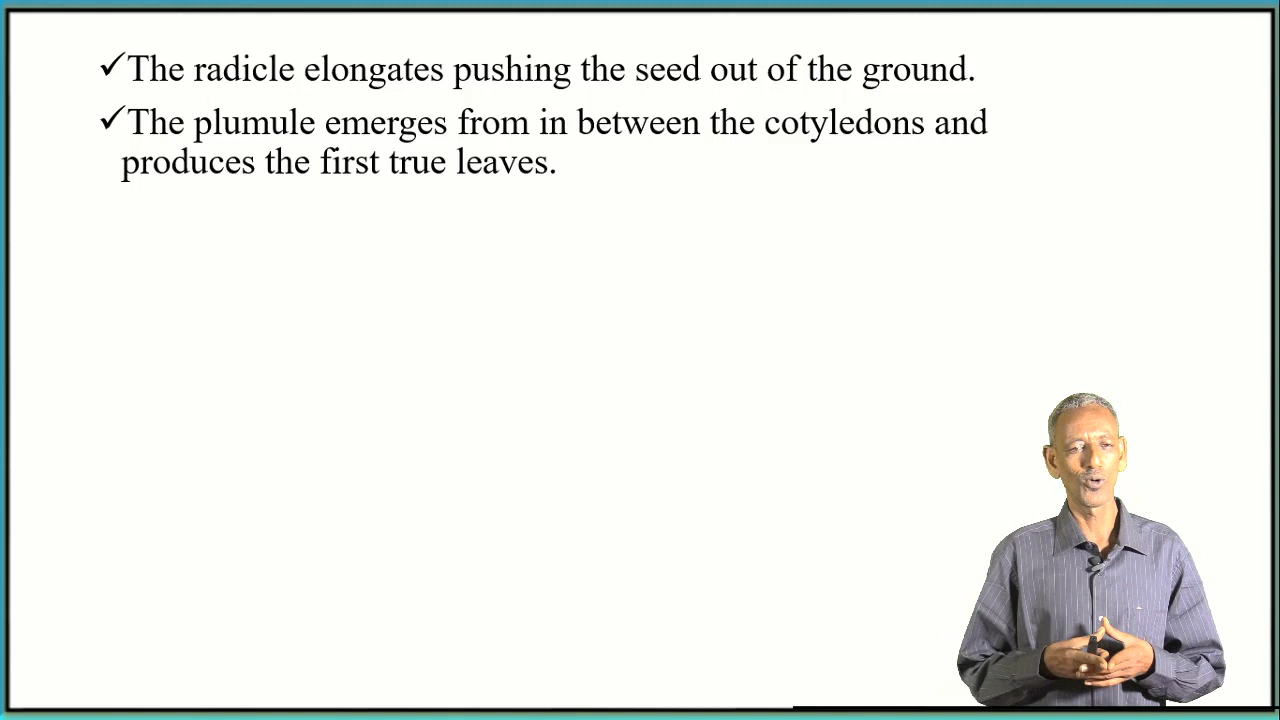 ✓The radicle elongates pushing the seed out of the ground.
✓The plumule emerges from in between the cotyledons and
produces the first true leaves.